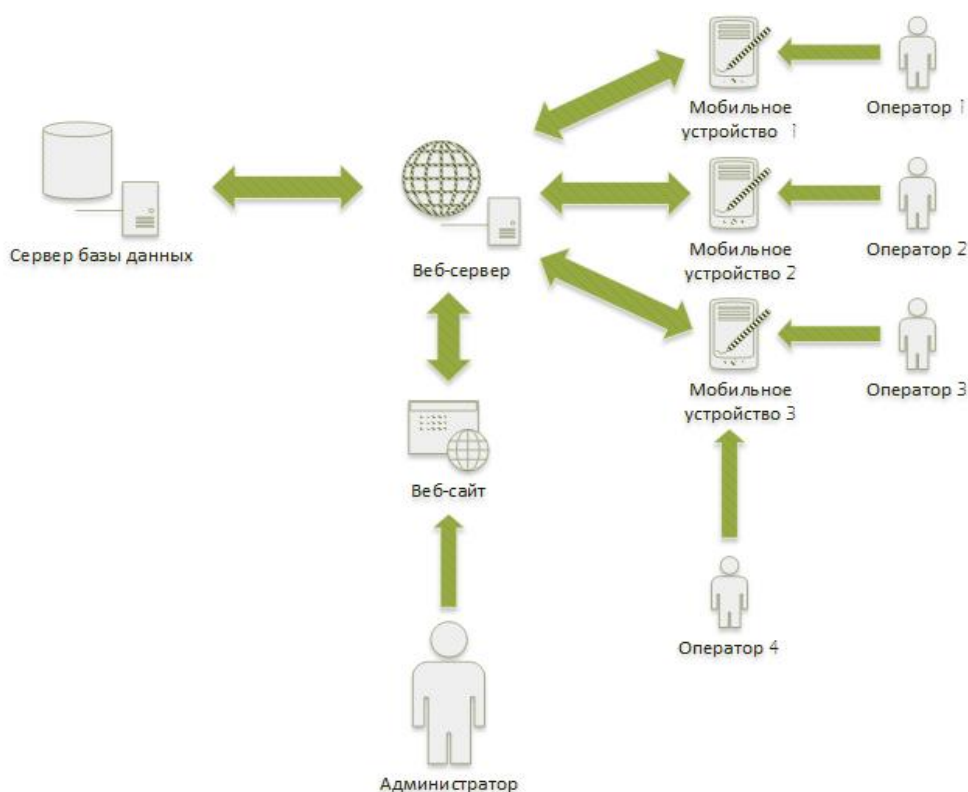 Мобильное
устройство 1
Оператор 1
Сервер базы данных
Веб-сервер
Мобильное
устройство 2
Оператор 2
Мобильное
устройство 3
Оператор 3
Веб-сайт
Оператор 4
Администратор